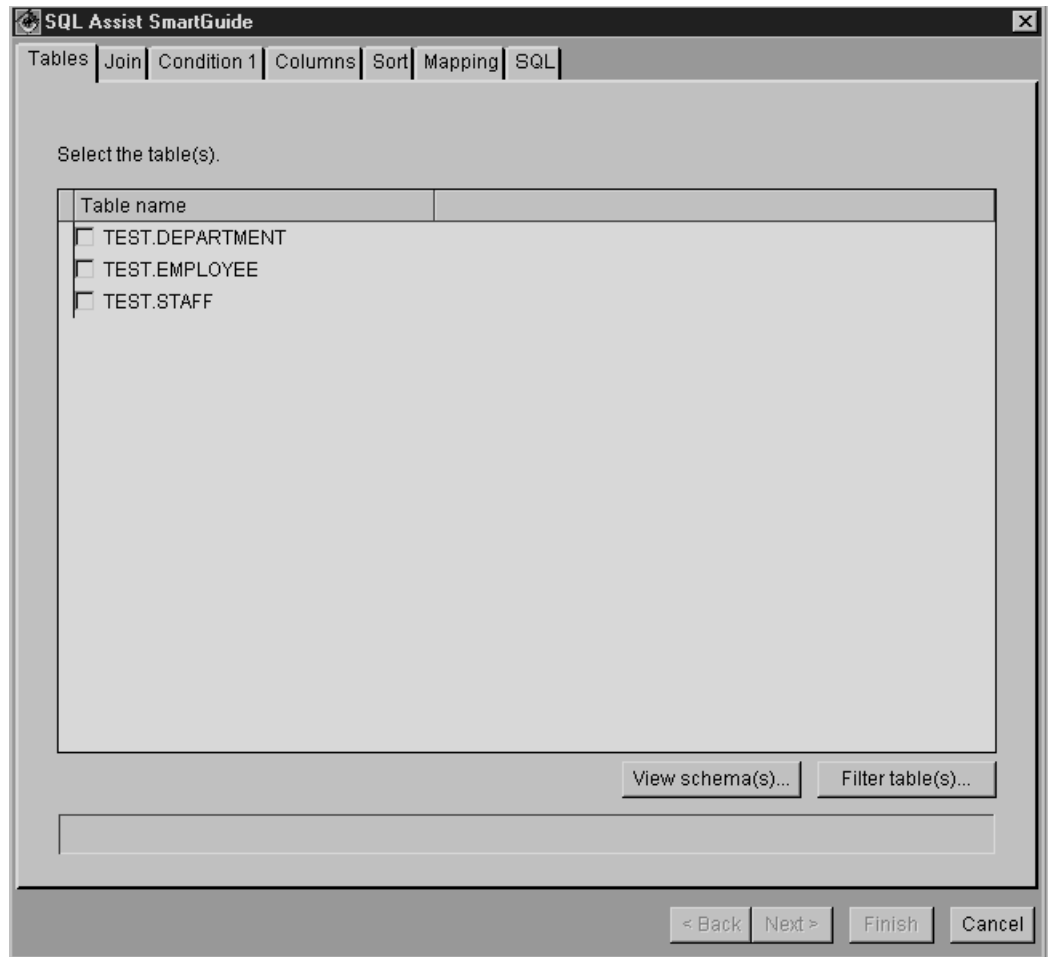 SQL Assist SmartGuide
Tables Join Condition 1 Columns Sort Mapping SQL
Select the table(s).
Table name
TEST.DEPARTMENT
TEST.EMPLOYEE
TEST.STAFF
View schema(s)... Filter table(s)...
< Back Next > Finish Cancel